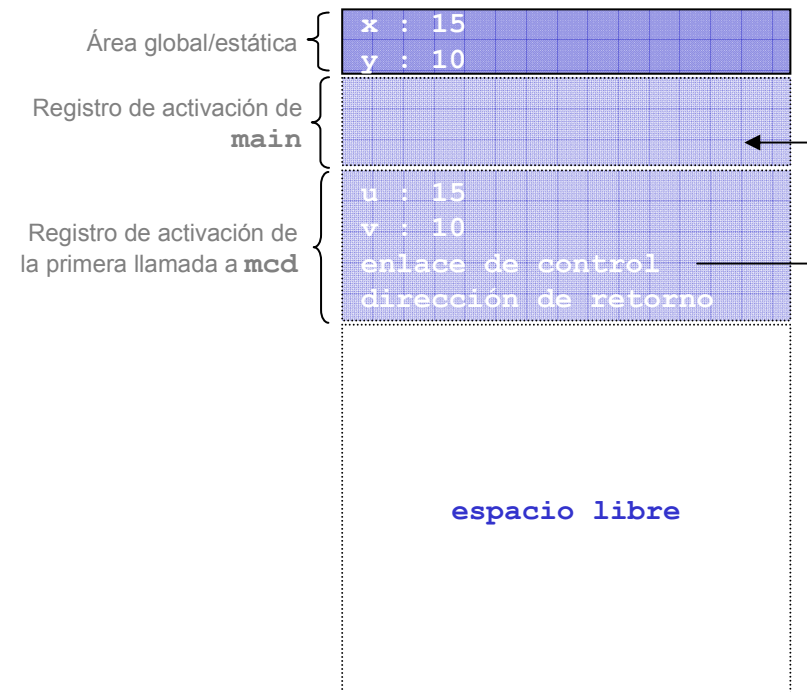 Área global/estática
x : 15
y : 10
Registro de activación de
main
Registro de activación de
la primera llamada a mcd
u : 15
v : 10
enlace de control
dirección de retorno
espacio libre